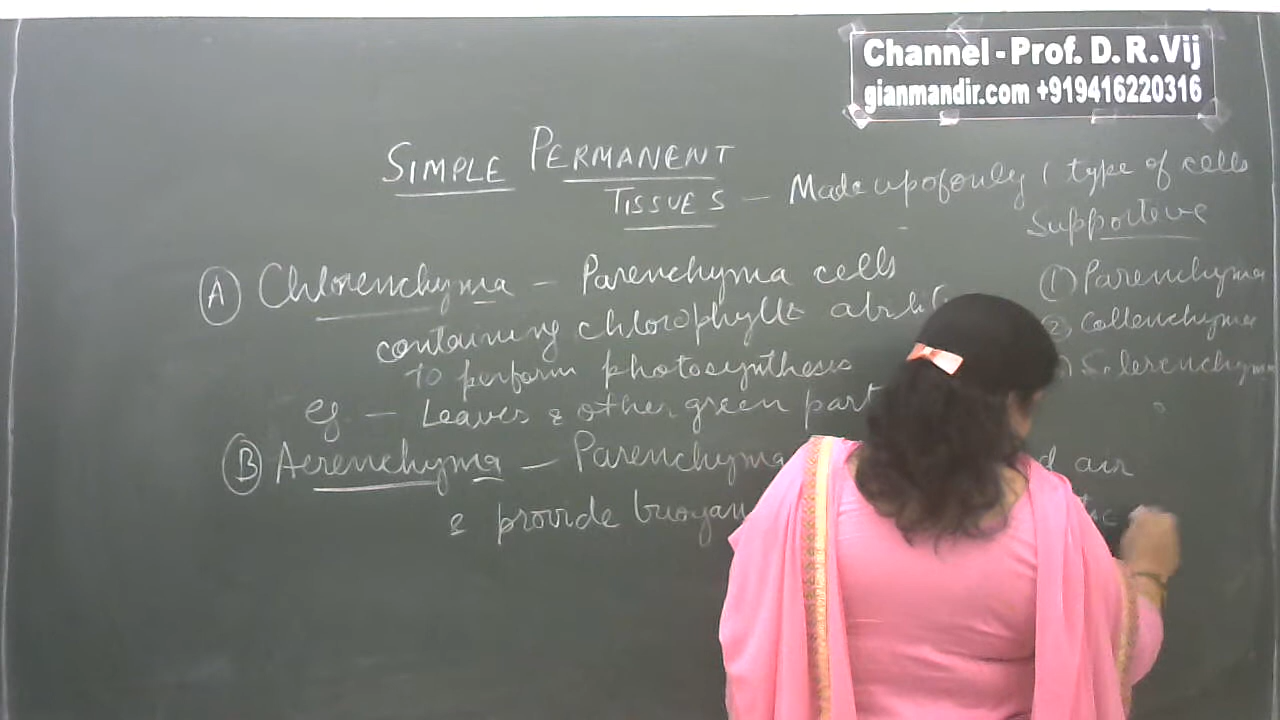 Channel - Prof. D. R. Vij
gianmandir.com +919416220316
SIMPLE PERMANENT
TISSUES — Made up of only 1 type of cells
Supportive
(A) Chlorenchyma — Parenchyma cells
containing chlorophyll & ability
to perform photosynthesis
eg. — Leaves & other green part
(B) Aerenchyma — Parenchyma air
& provide buoyan
(1) Parenchyma
(2) Collenchyma
Sclerenchyma